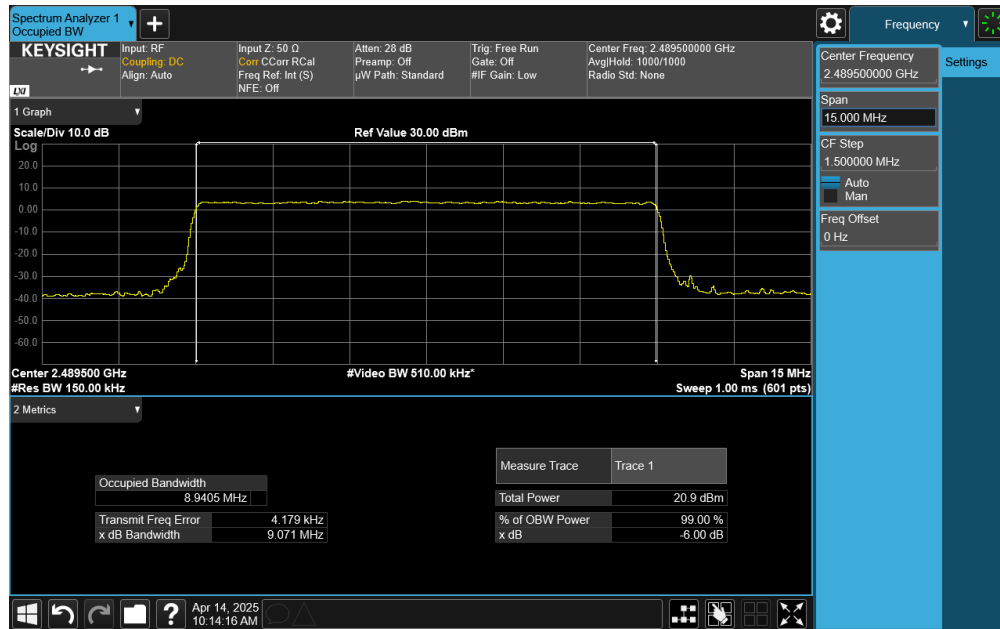 Spectrum Analyzer 1
Occupied BW
+
Frequency
KEYSIGHT
LXI
Input: RF
Coupling: DC
Align: Auto
Input Z: 50 Ω
Corr CCorr RCal
Freq Ref: Int (S)
NFE: Off
Atten: 28 dB
Preamp: Off
µW Path: Standard
Trig: Free Run
Gate: Off
#IF Gain: Low
Center Freq: 2.489500000 GHz
Avg|Hold: 1000/1000
Radio Std: None
Center Frequency
2.489500000 GHz
Settings
Span
15.000 MHz
CF Step
1.500000 MHz
Auto
Man
Freq Offset
0 Hz
1 Graph
Scale/Div 10.0 dB
Ref Value 30.00 dBm
Log
20.0
10.0
0.00
-10.0
-20.0
-30.0
-40.0
-50.0
-60.0
Center 2.489500 GHz
#Video BW 510.00 kHz*
Span 15 MHz
#Res BW 150.00 kHz
Sweep 1.00 ms (601 pts)
2 Metrics
Occupied Bandwidth
8.9405 MHz
Transmit Freq Error 4.179 kHz
x dB Bandwidth 9.071 MHz
Measure Trace Trace 1
Total Power 20.9 dBm
% of OBW Power 99.00 %
x dB -6.00 dB
?
Apr 14, 2025
10:14:16 AM